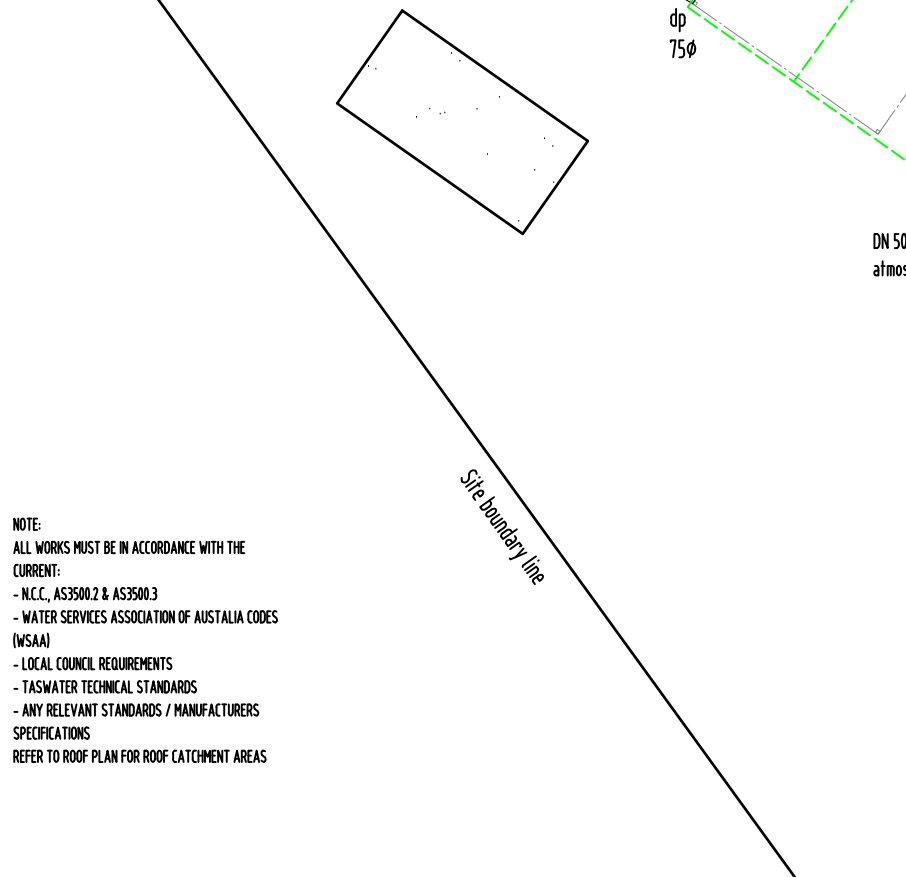 dp
75ø
DN 50
atmos
Site boundary line
NOTE:
ALL WORKS MUST BE IN ACCORDANCE WITH THE
CURRENT:
- N.C.C., AS3500.2 & AS3500.3
- WATER SERVICES ASSOCIATION OF AUSTALIA CODES
(WSAA)
- LOCAL COUNCIL REQUIREMENTS
- TASWATER TECHNICAL STANDARDS
- ANY RELEVANT STANDARDS / MANUFACTURERS
SPECIFICATIONS
REFER TO ROOF PLAN FOR ROOF CATCHMENT AREAS